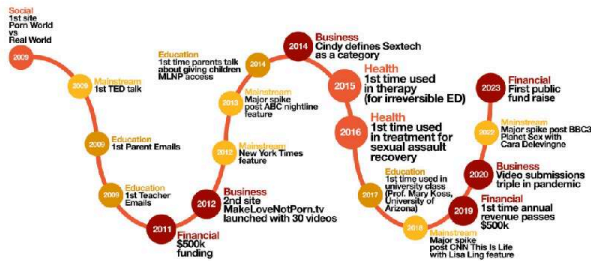 Social
1st site
Porn World
vs
Real World
2009
2009
Mainstream
1st TED talk
2009
Education
1st Parent Emails
2009
Education
1st Teacher
Emails
2011
Financial
$500k
funding
2012
Business
2nd site
MakeLoveNotPorn.tv
launched with 30 videos
2012
Mainstream
New York Times
feature
2013
Mainstream
Major spike
post ABC nightline
feature
Education
1st time parents talk
about giving children
MLNP access
2014
2014
Business
Cindy defines Sextech
as a category
2015
Health
1st time used
in therapy
(for irreversible ED)
2016
Health
1st time used
in treatment for
sexual assault
recovery
2017
Education
1st time used in
university class
(Prof. Mary Koss,
University of
Arizona)
2018
Mainstream
Major spike
post CNN This Is Life
with Lisa Ling feature
2019
Financial
1st time annual
revenue passes
$500k
2020
Business
Video submissions
triple in pandemic
2022
Mainstream
Major spike post BBC3
Planet Sex with
Cara Delevingne
2023
Financial
First public
fund raise